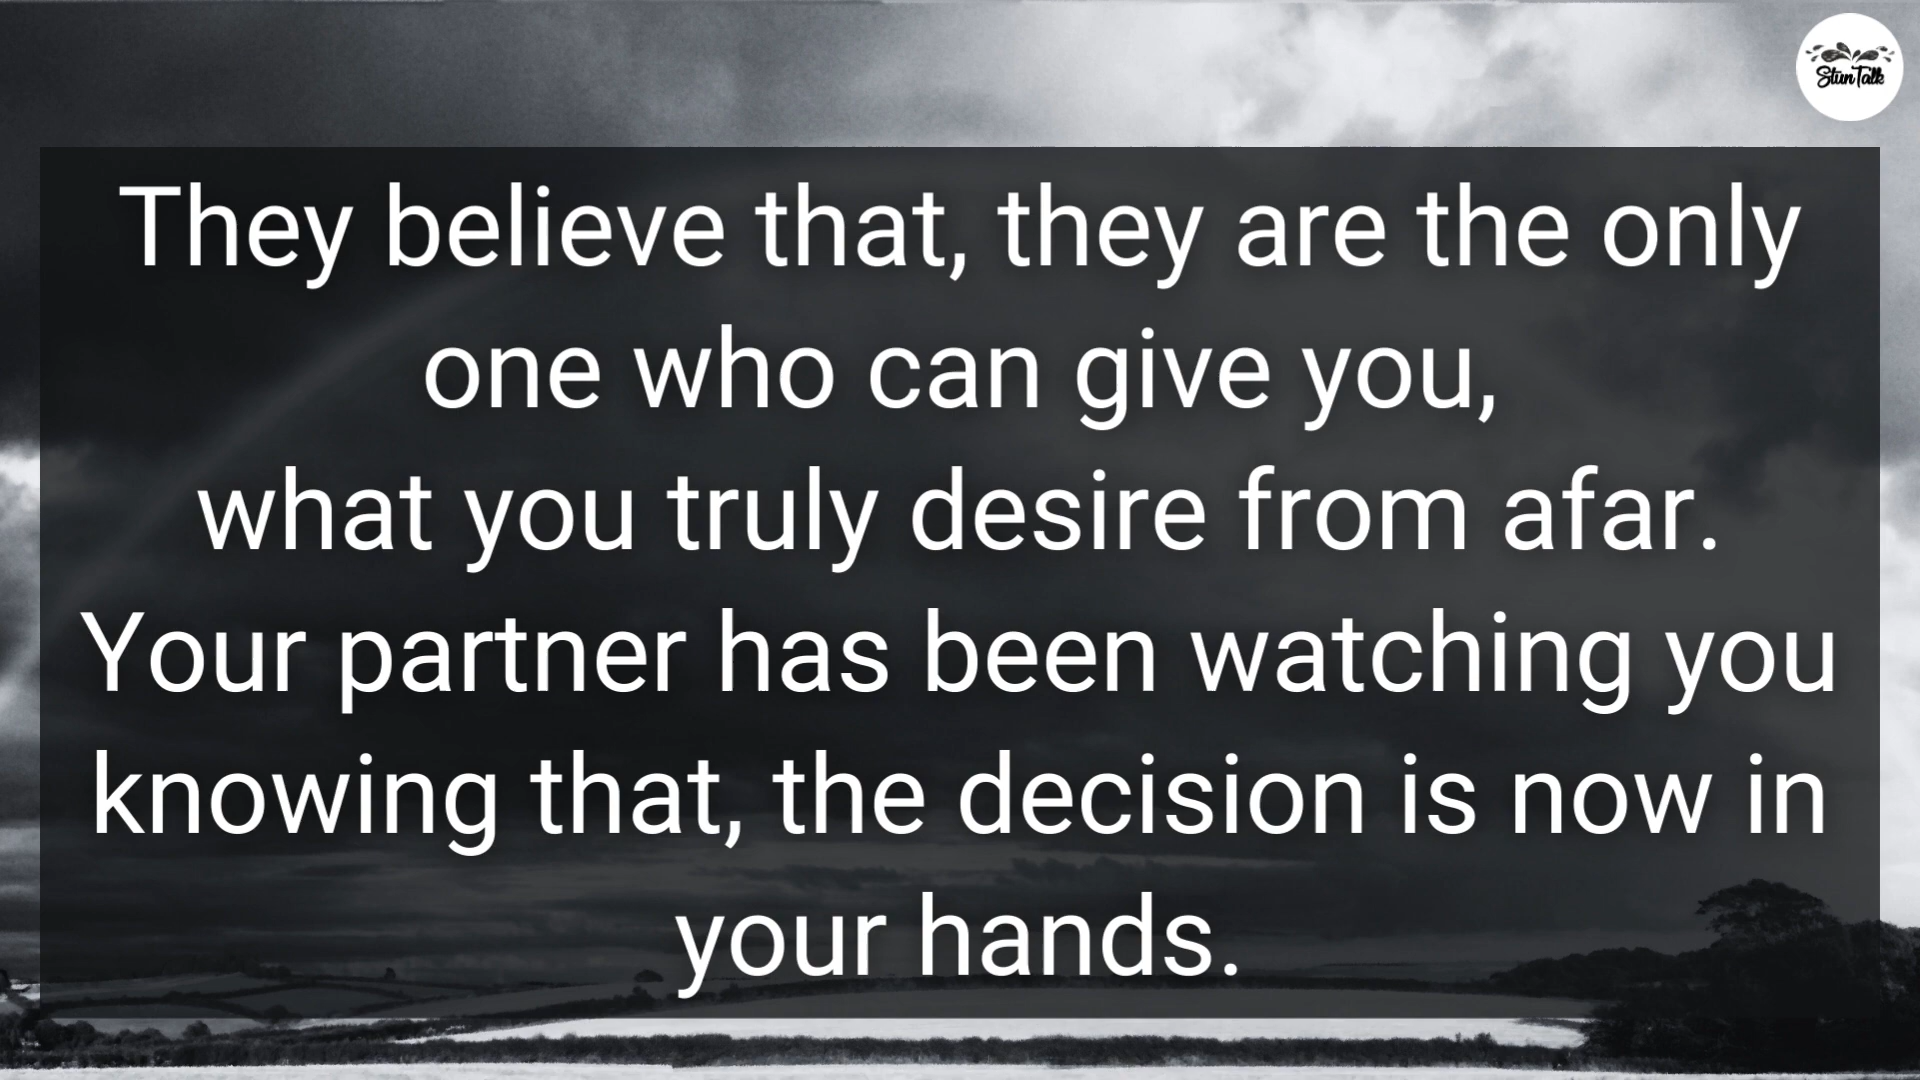 StunTalk
They believe that, they are the only
one who can give you,
what you truly desire from afar.
Your partner has been watching you
knowing that, the decision is now in
your hands.